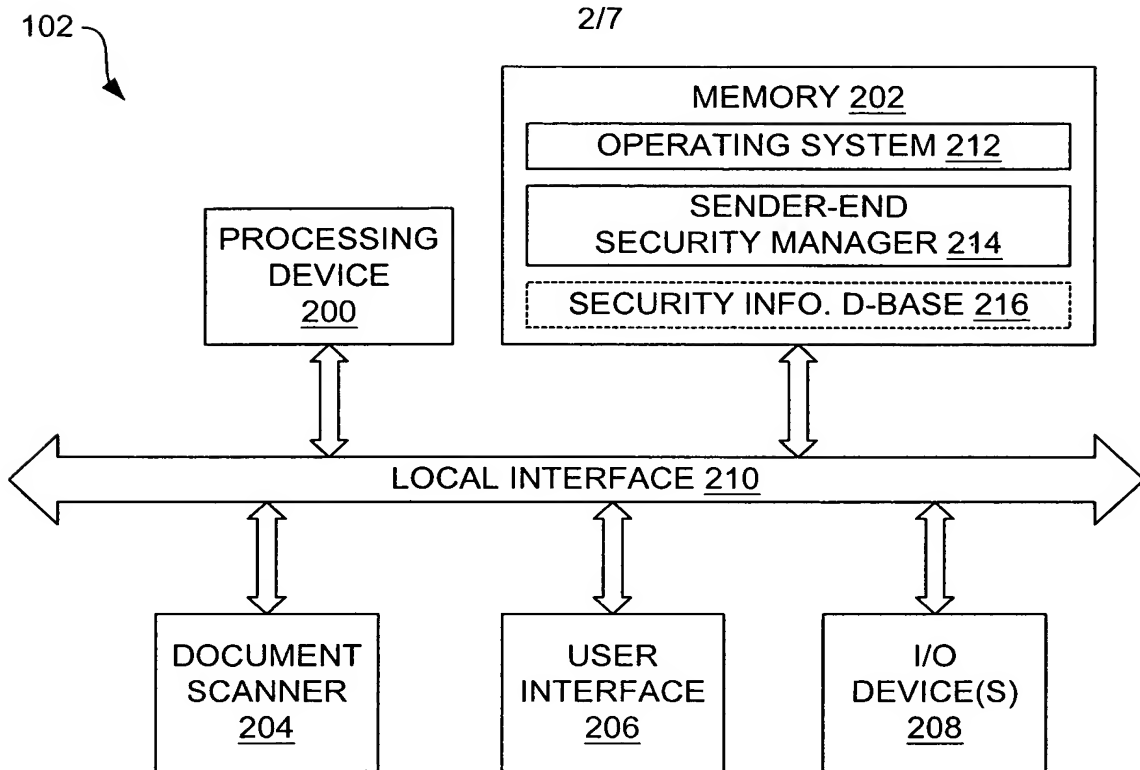 2/7
102
MEMORY 202
OPERATING SYSTEM 212
SENDER-END
SECURITY MANAGER 214
SECURITY INFO. D-BASE 216
PROCESSING
DEVICE
200
LOCAL INTERFACE 210
DOCUMENT
SCANNER
204
USER
INTERFACE
206
I/O
DEVICE(S)
208